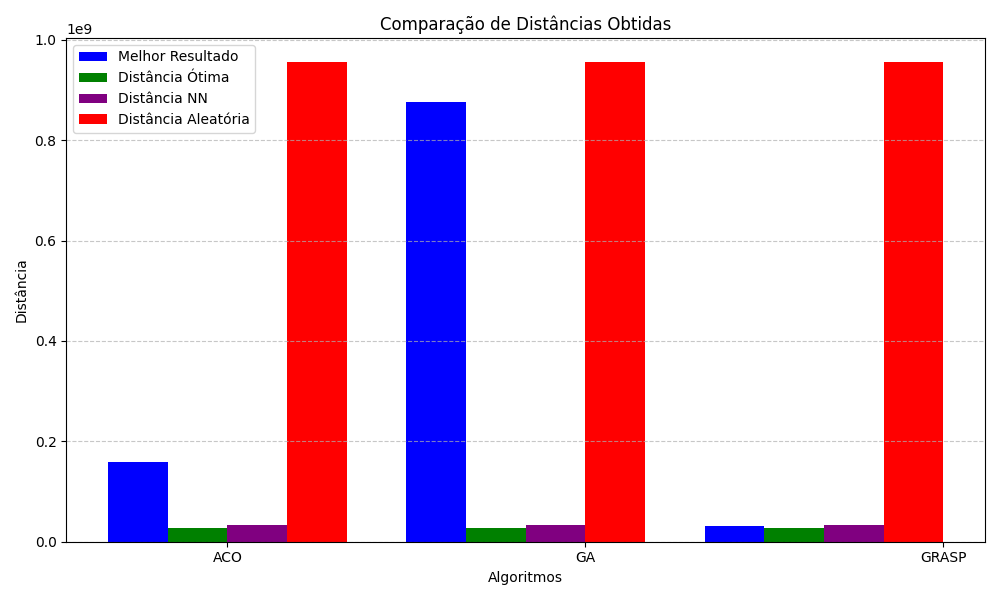 Comparação de Distâncias Obtidas
1e9
Melhor Resultado
Distância Ótima
Distância NN
Distância Aleatória
Distância
1.0
0.8
0.6
0.4
0.2
0.0
ACO
GA
GRASP
Algoritmos